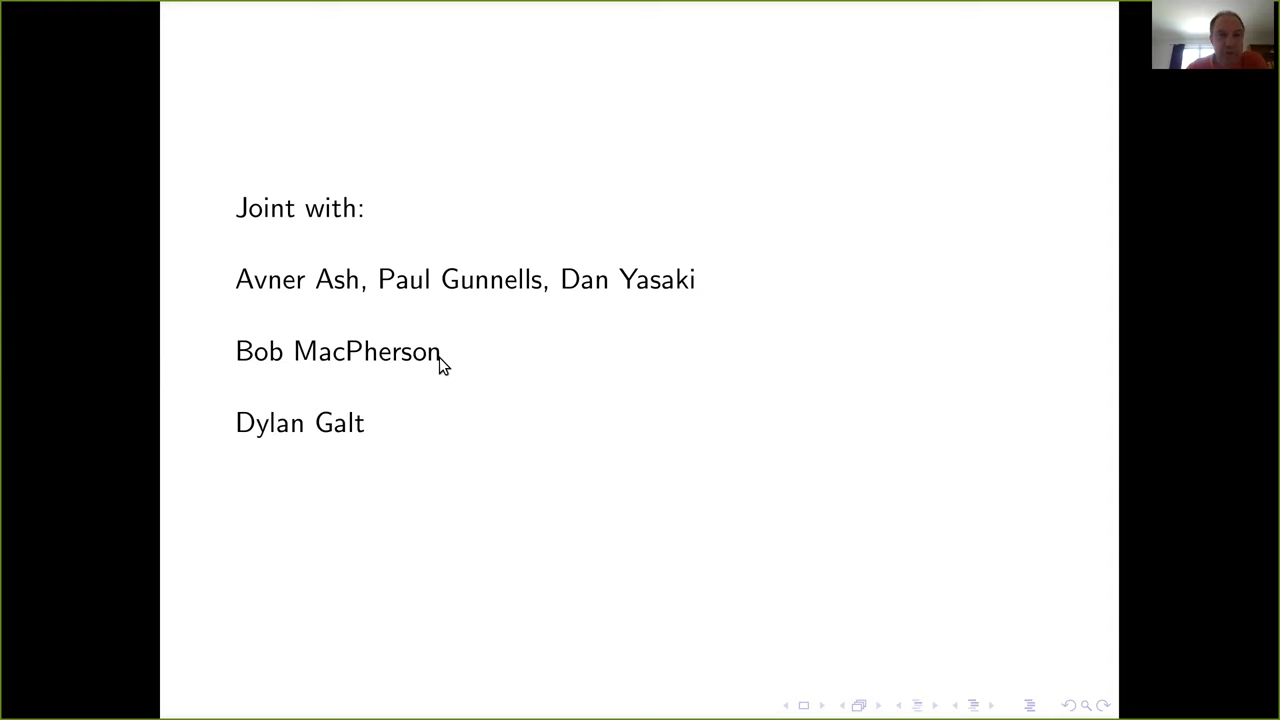 Joint with:
Avner Ash, Paul Gunnells, Dan Yasaki
Bob MacPherson
Dylan Galt